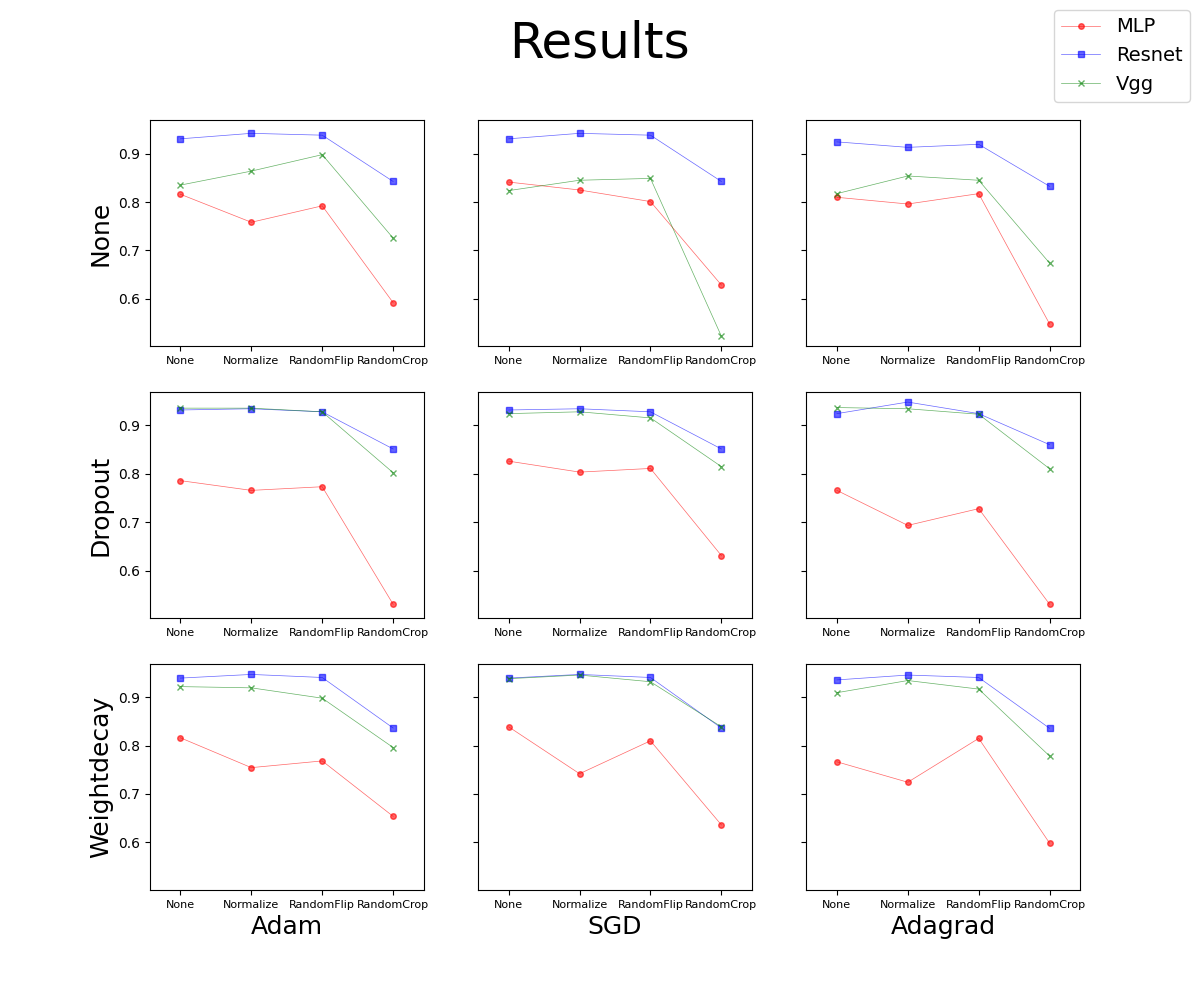 Results
MLP
Resnet
Vgg
None
0.9
0.8
0.7
0.6
None Normalize RandomFlip RandomCrop
None Normalize RandomFlip RandomCrop
None Normalize RandomFlip RandomCrop
Dropout
0.9
0.8
0.7
0.6
None Normalize RandomFlip RandomCrop
None Normalize RandomFlip RandomCrop
None Normalize RandomFlip RandomCrop
Weightdecay
0.9
0.8
0.7
0.6
None Normalize RandomFlip RandomCrop
None Normalize RandomFlip RandomCrop
None Normalize RandomFlip RandomCrop
Adam
SGD
Adagrad